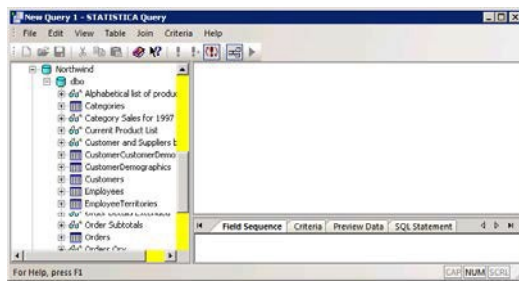 New Query 1 - STATISTICA Query
File Edit View Table Join Criteria Help
Northwind
dbo
Alphabetical list of produc
Categories
Category Sales for 1997
Current Product List
Customer and Suppliers b
CustomerCustomerDemo
CustomerDemographics
Customers
Employees
EmployeeTerritories
Order Subtotals
Orders
Orders Qry
Field Sequence Criteria Preview Data SQL Statement
For Help, press F1
CAP NUM SCRL